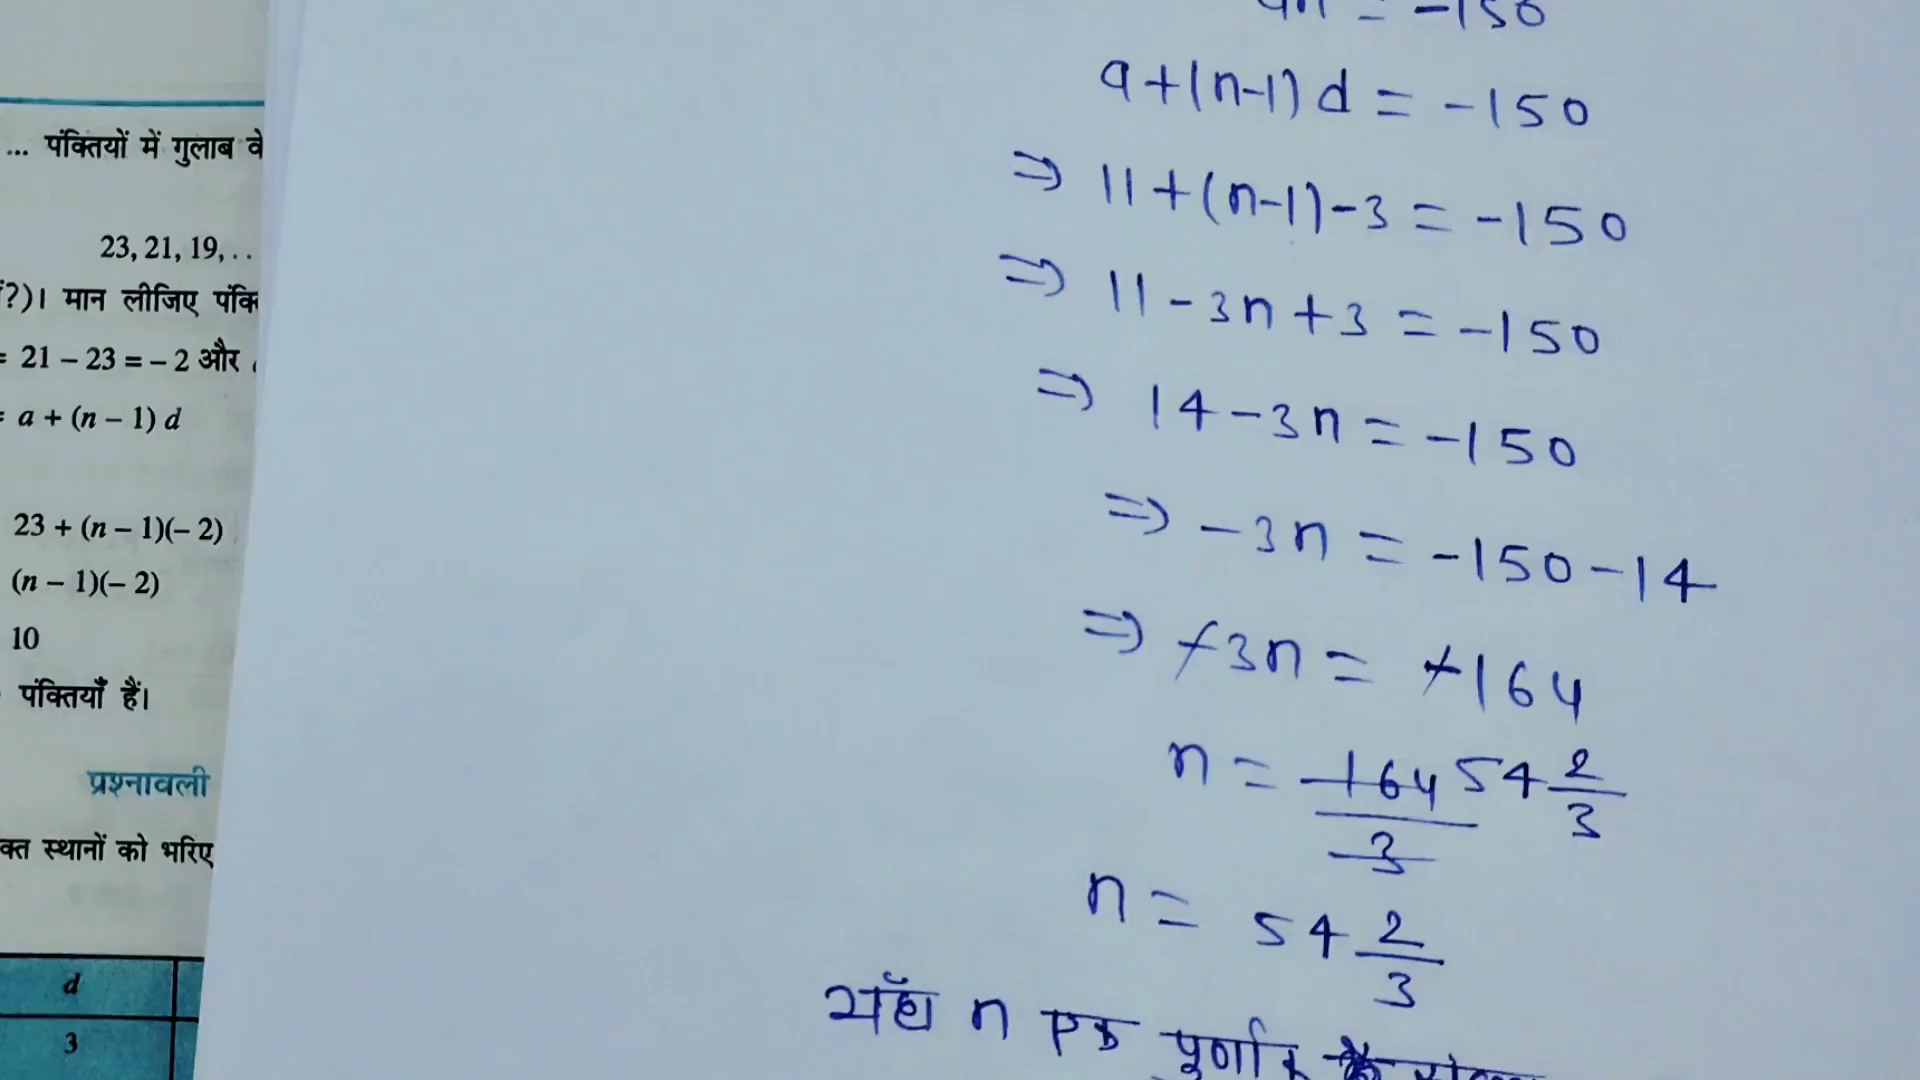 ... पंक्तियों में गुलाब के
23, 21, 19, ..
?)। मान लीजिए पंक्ति
= 21 – 23 = – 2 और
= a + (n – 1) d
23 + (n – 1)(– 2)
(n – 1)(– 2)
10
पंक्तियाँ हैं।
प्रश्नावली
क्त स्थानों को भरिए
d
3
= -150
a+(n-1) d = -150
⇒ 11+(n-1)-3 = -150
⇒ 11-3n+3 = -150
⇒ 14-3n = -150
⇒ -3n = -150-14
⇒ -3n = -164
n = 164/3 54 2/3
n = 54 2/3
यहाँ n एक पूर्णांक